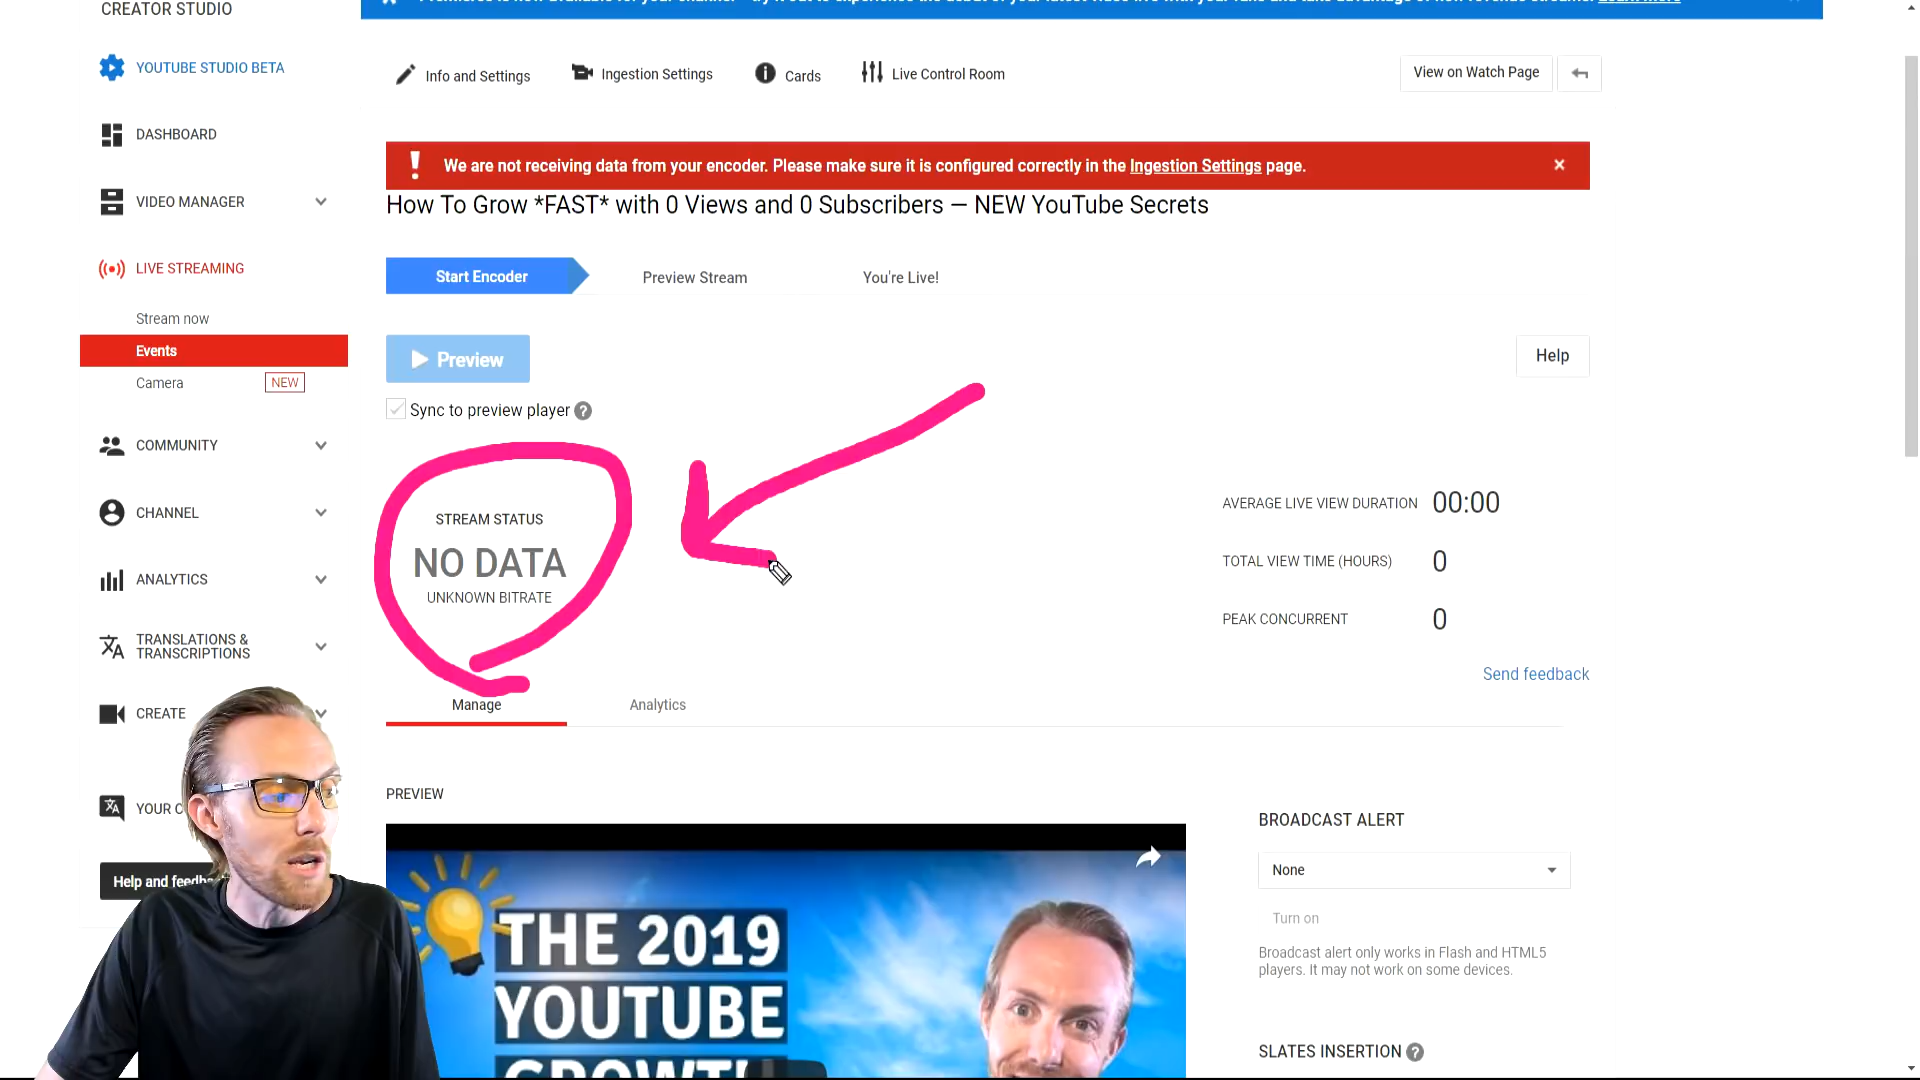 CREATOR STUDIO
YOUTUBE STUDIO BETA
DASHBOARD
VIDEO MANAGER
LIVE STREAMING
Stream now
Events
Camera NEW
COMMUNITY
CHANNEL
ANALYTICS
TRANSLATIONS &
TRANSCRIPTIONS
CREATE
YOUR C
Help and feedba
Info and Settings
Ingestion Settings
Cards
Live Control Room
View on Watch Page
We are not receiving data from your encoder. Please make sure it is configured correctly in the Ingestion Settings page.
How To Grow *FAST* with 0 Views and 0 Subscribers — NEW YouTube Secrets
Start Encoder
Preview Stream
You're Live!
Preview
Help
Sync to preview player ?
STREAM STATUS
NO DATA
UNKNOWN BITRATE
AVERAGE LIVE VIEW DURATION 00:00
TOTAL VIEW TIME (HOURS) 0
PEAK CONCURRENT 0
Send feedback
Manage
Analytics
PREVIEW
THE 2019
YOUTUBE
GROWTH
BROADCAST ALERT
None
Turn on
Broadcast alert only works in Flash and HTML5
players. It may not work on some devices.
SLATES INSERTION ?